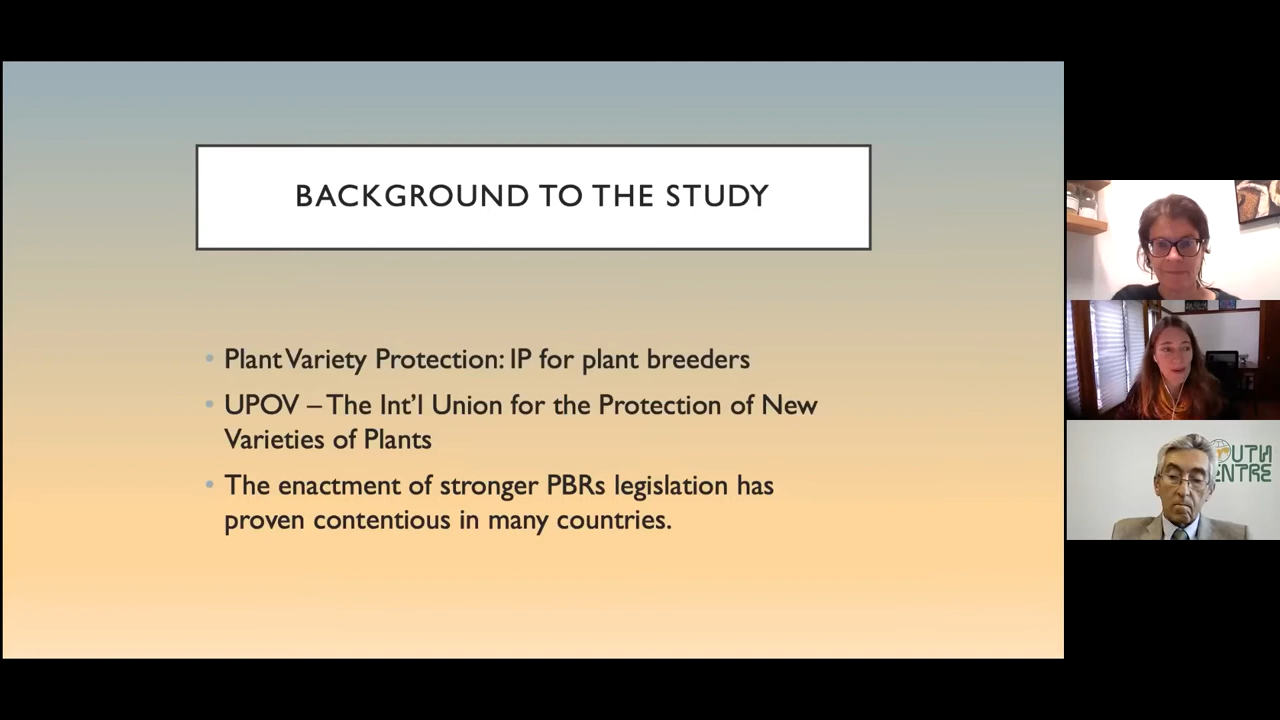 BACKGROUND TO THE STUDY
• Plant Variety Protection: IP for plant breeders
• UPOV – The Int’l Union for the Protection of New
Varieties of Plants
• The enactment of stronger PBRs legislation has
proven contentious in many countries.